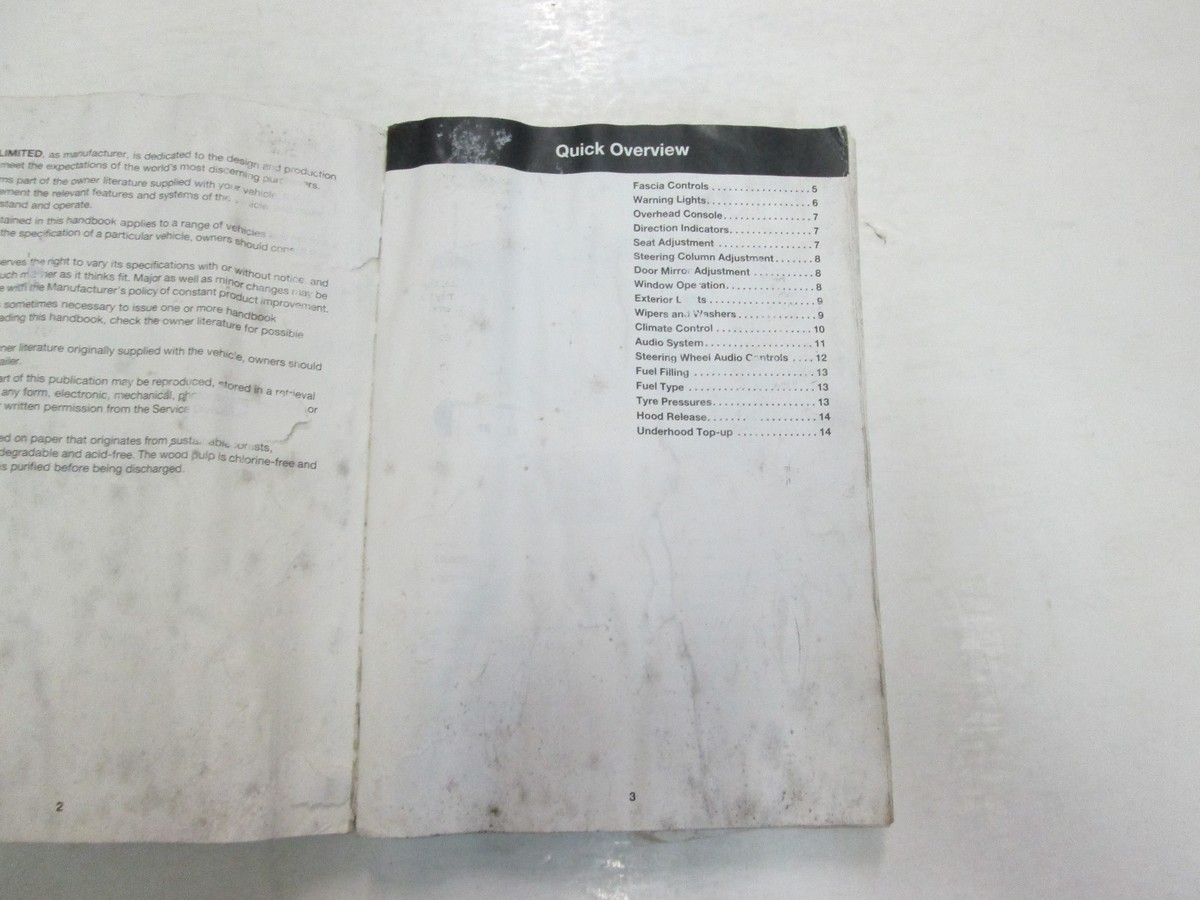 LIMITED, as manufacturer, is dedicated to the design and production
meet the expectations of the world's most discerning
part of the owner literature supplied with your
the relevant features and systems of
stand and operate.
in this handbook applies to a range of vehicles
the specification of a particular vehicle, owners should
the right to vary its specifications with or without notice and
as it thinks fit. Major as well as minor changes may be
with the Manufacturer's policy of constant product improvement.
sometimes necessary to issue one or more handbook
this handbook, check the owner literature for possible
literature originally supplied with the vehicle, owners should
of this publication may be reproduced, stored in a retrieval
any form, electronic, mechanical,
written permission from the Service or
on paper that originates from
and acid-free. The wood pulp is chlorine-free and
is purified before being discharged.
2
Quick Overview
Fascia Controls . . . . . . . . . . . . . . . . . . 5
Warning Lights. . . . . . . . . . . . . . . . . . . 6
Overhead Console. . . . . . . . . . . . . . . . 7
Direction Indicators. . . . . . . . . . . . . . . 7
Seat Adjustment . . . . . . . . . . . . . . . . . 7
Steering Column Adjustment. . . . . . . 8
Door Mirror Adjustment . . . . . . . . . . . 8
Window Operation. . . . . . . . . . . . . . . . 8
Exterior . . . . . . . . . . . . . . . . . . . 9
Wipers and Washers. . . . . . . . . . . . . . 9
Climate Control . . . . . . . . . . . . . . . . . 10
Audio System. . . . . . . . . . . . . . . . . . . 11
Steering Wheel Audio Controls . . . . 12
Fuel Filling . . . . . . . . . . . . . . . . . . . . . 13
Fuel Type . . . . . . . . . . . . . . . . . . . . . . 13
Tyre Pressures. . . . . . . . . . . . . . . . . . 13
Hood Release. . . . . . . . . . . . . . . . . . . 14
Underhood Top-up . . . . . . . . . . . . . . 14
3